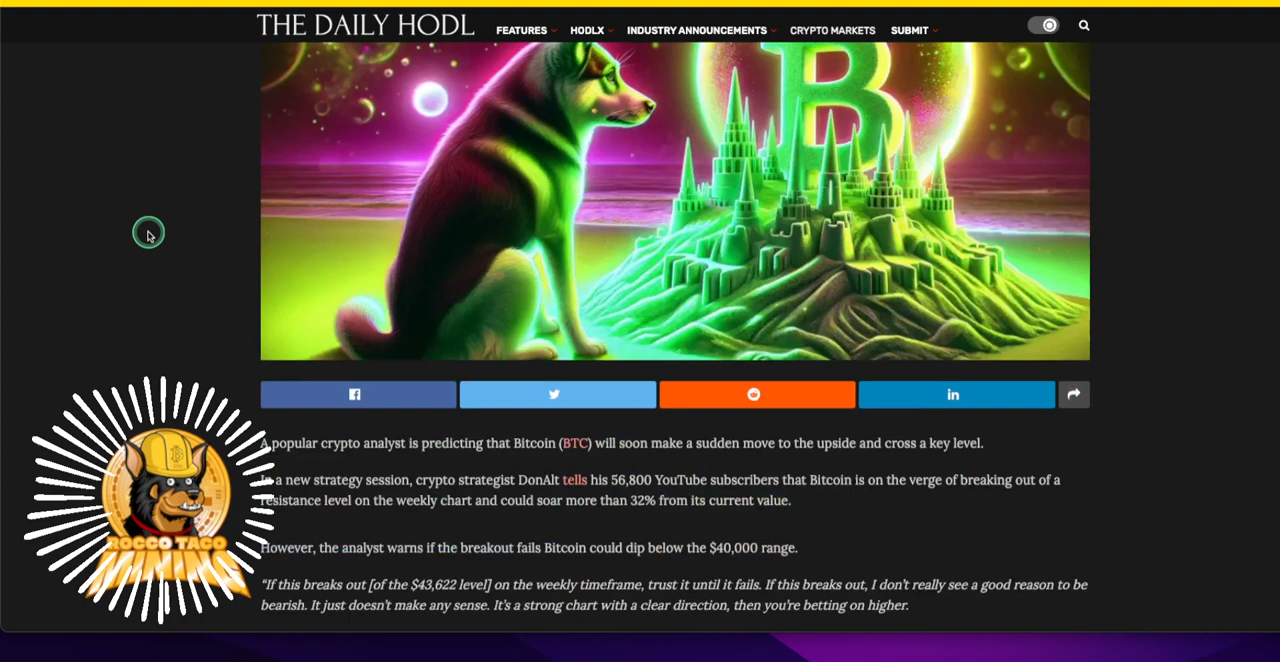 THE DAILY HODL
FEATURES HODLX INDUSTRY ANNOUNCEMENTS CRYPTO MARKETS SUBMIT
B
A popular crypto analyst is predicting that Bitcoin (BTC) will soon make a sudden move to the upside and cross a key level.
In a new strategy session, crypto strategist DonAlt tells his 56,800 YouTube subscribers that Bitcoin is on the verge of breaking out of a
resistance level on the weekly chart and could soar more than 32% from its current value.
However, the analyst warns if the breakout fails Bitcoin could dip below the $40,000 range.
“If this breaks out [of the $43,622 level] on the weekly timeframe, trust it until it fails. If this breaks out, I don’t really see a good reason to be
bearish. It just doesn’t make any sense. It’s a strong chart with a clear direction, then you’re betting on higher.
ROCCO TACO
MINING